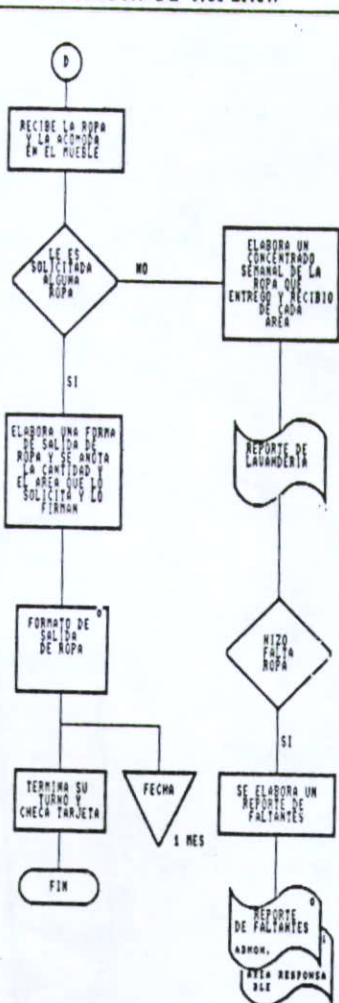 D
RECIBE LA ROPA
Y LA ACOMODA
EN EL MUEBLE
LE ES
SOLICITADA
ALGUNA
ROPA
NO
ELABORA UN
CONCENTRADO
SEMANAL DE LA
ROPA QUE
ENTREGO Y RECIBIO
DE CADA
AREA
SI
ELABORA UNA FORMA
DE SALIDA DE
ROPA Y SE ANOTA
LA CANTIDAD Y
EL AREA QUE LO
SOLICITA Y LO
FIRMAN
REPORTE DE
LAVANDERIA
O
FORMATO DE
SALIDA
DE ROPA
HIZO
FALTA
ROPA
SI
TERMINA SU
TURNO Y
CHECA TARJETA
FECHA
1 MES
SE ELABORA UN
REPORTE DE
FALTANTES
FIN
O
REPORTE
DE FALTANTES
ADMON.
1
RESPONSA
BLE